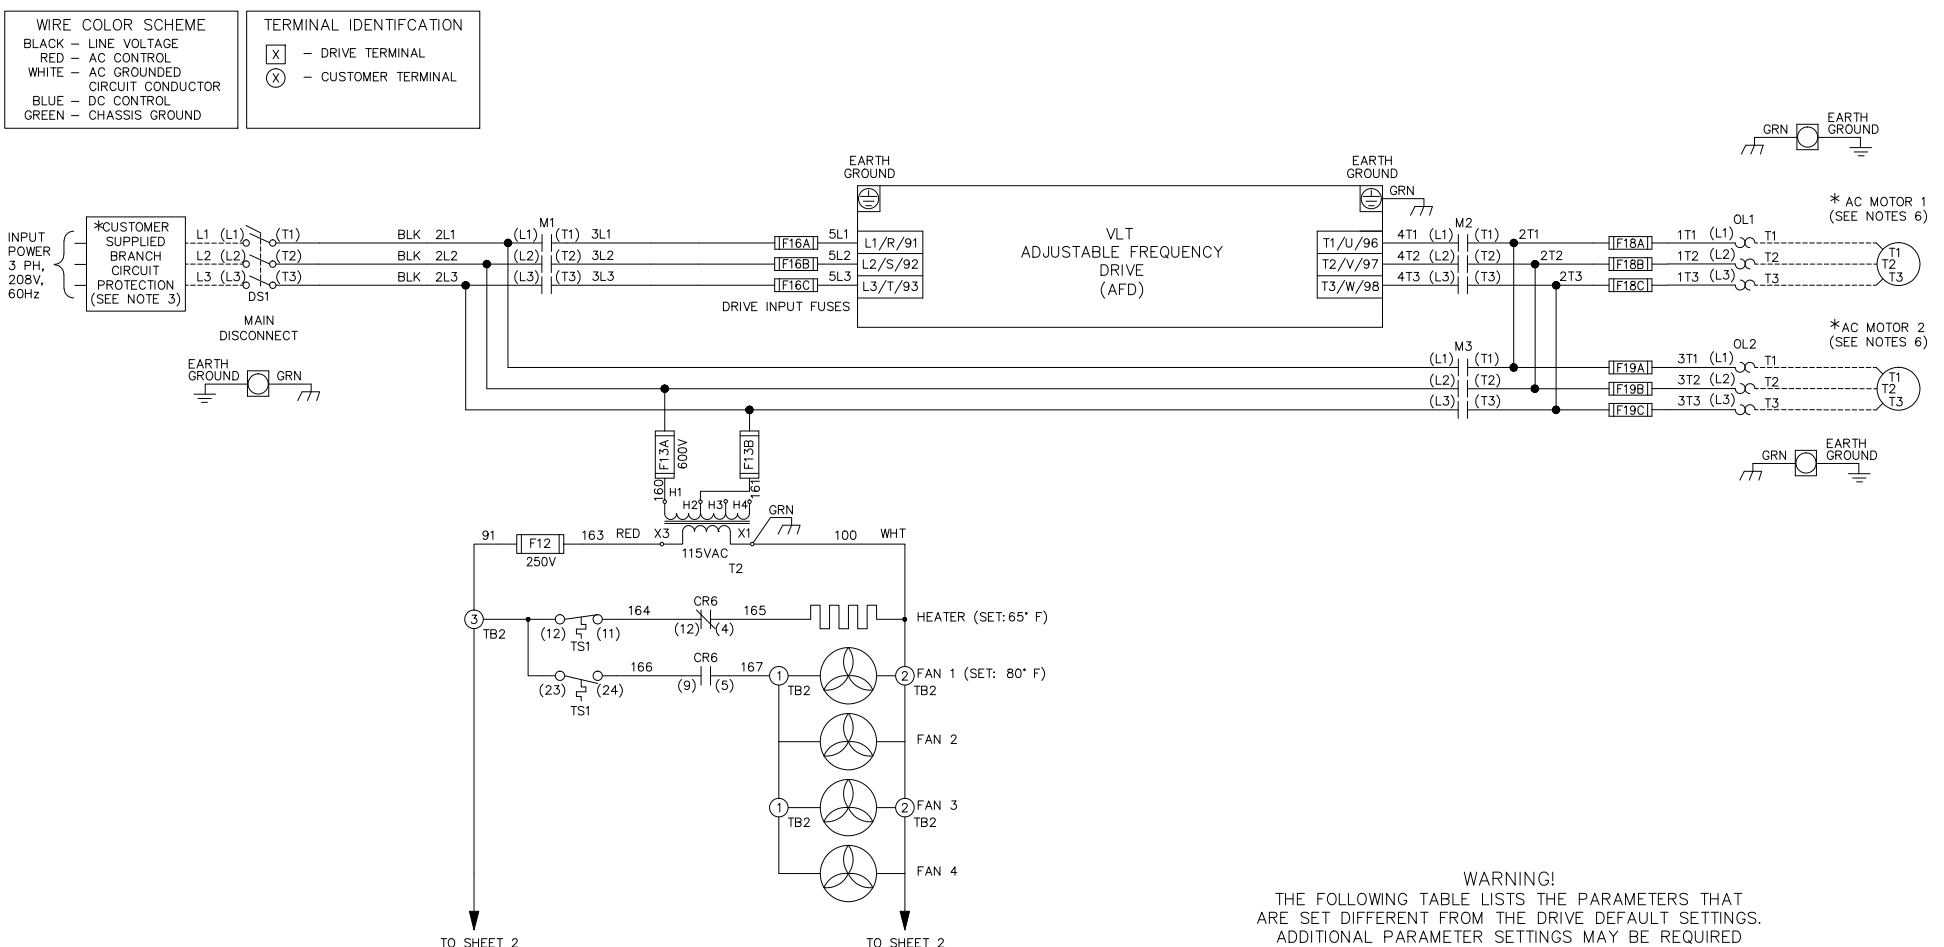 WIRE COLOR SCHEME
BLACK – LINE VOLTAGE
RED – AC CONTROL
WHITE – AC GROUNDED
CIRCUIT CONDUCTOR
BLUE – DC CONTROL
GREEN – CHASSIS GROUND
TERMINAL IDENTIFCATION
X – DRIVE TERMINAL
X – CUSTOMER TERMINAL
GRN
EARTH
GROUND
INPUT
POWER
3 PH,
208V,
60Hz
*CUSTOMER
SUPPLIED
BRANCH
CIRCUIT
PROTECTION
(SEE NOTE 3)
L1 (L1) (T1) BLK 2L1 (L1) M1 (T1) 3L1 F16A 5L1 L1/R/91
L2 (L2) (T2) BLK 2L2 (L2) (T2) 3L2 F16B 5L2 L2/S/92
L3 (L3) (T3) BLK 2L3 (L3) (T3) 3L3 F16C 5L3 L3/T/93
DS1
MAIN
DISCONNECT
DRIVE INPUT FUSES
EARTH
GROUND
VLT
ADJUSTABLE FREQUENCY
DRIVE
(AFD)
EARTH
GROUND
GRN
T1/U/96 4T1 (L1) M2 (T1) 2T1 F18A 1T1 (L1) OL1 T1
T2/V/97 4T2 (L2) (T2) 2T2 F18B 1T2 (L2) T2
T3/W/98 4T3 (L3) (T3) 2T3 F18C 1T3 (L3) T3
* AC MOTOR 1
(SEE NOTES 6)
T1
T2
T3
EARTH
GROUND
GRN
(L1) M3 (T1) F19A 3T1 (L1) OL2 T1
(L2) (T2) F19B 3T2 (L2) T2
(L3) (T3) F19C 3T3 (L3) T3
*AC MOTOR 2
(SEE NOTES 6)
T1
T2
T3
GRN
EARTH
GROUND
F13A
600V
F13B
160
161
H1
H2 H3 H4
GRN
91 F12 163 RED X3 X1 100 WHT
250V
115VAC
T2
3
TB2
(12) (11)
TS1
164
CR6
(12) (4)
165
HEATER (SET:65° F)
(23) (24)
TS1
166
CR6
(9) (5)
167
1
TB2
2
TB2
FAN 1 (SET: 80° F)
FAN 2
1
TB2
2
TB2
FAN 3
FAN 4
TO SHEET 2
TO SHEET 2
WARNING!
THE FOLLOWING TABLE LISTS THE PARAMETERS THAT
ARE SET DIFFERENT FROM THE DRIVE DEFAULT SETTINGS.
ADDITIONAL PARAMETER SETTINGS MAY BE REQUIRED